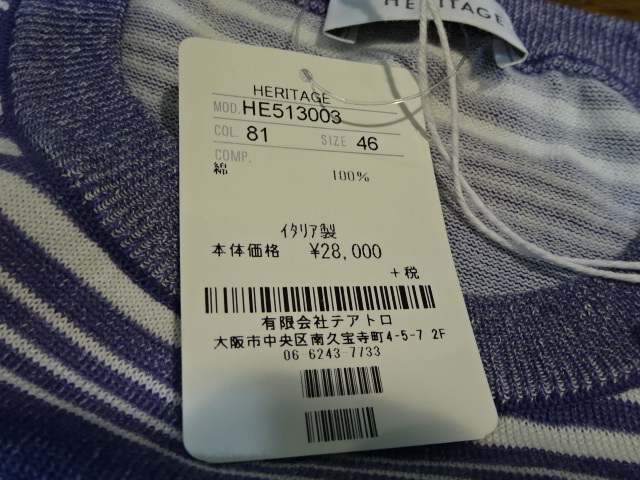 HERITAGE
HERITAGE
MOD. HE513003
COL. 81 SIZE 46
COMP.
綿 100%
イタリア製
本体価格 ¥28,000
+税
有限会社テアトロ
大阪市中央区南久宝寺町4-5-7 2F
06-6243-7733